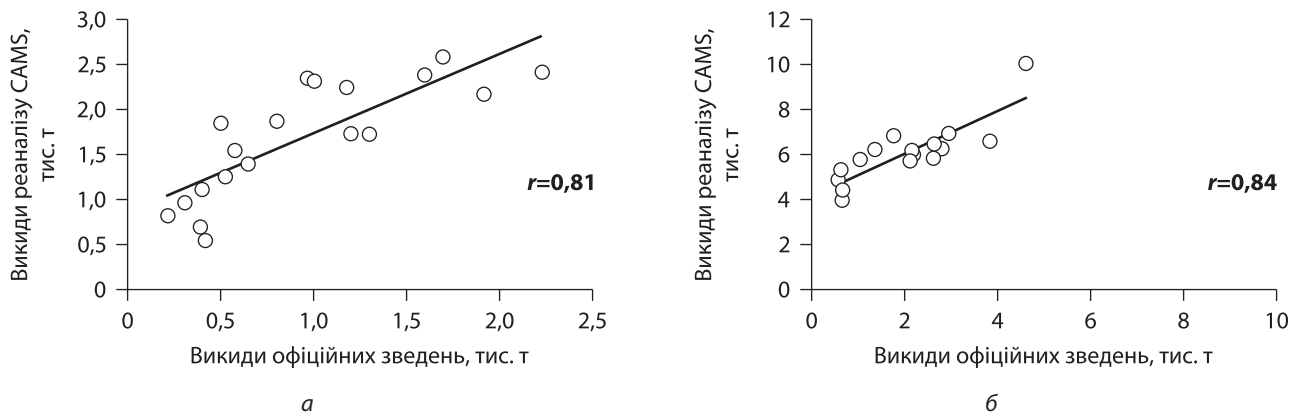 Викиди реаналізу CAMS,
тис. т
3,0
2,5
2,0
1,5
1,0
0,5
0
r=0,81
0
0,5
1,0
1,5
2,0
2,5
Викиди офіційних зведень, тис. т
а
Викиди реаналізу CAMS,
тис. т
12
10
8
6
4
2
0
r=0,84
0
2
4
6
8
10
Викиди офіційних зведень, тис. т
б